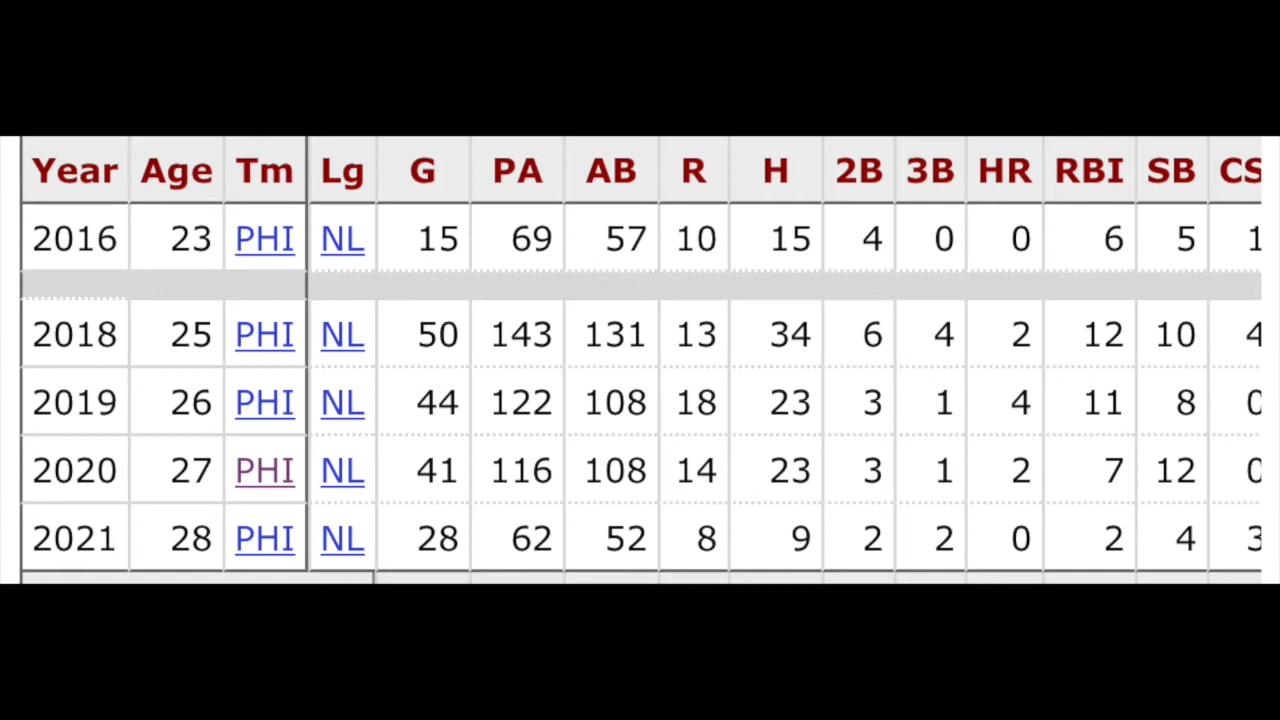 Year Age Tm Lg G PA AB R H 2B 3B HR RBI SB CS
2016 23 PHI NL 15 69 57 10 15 4 0 0 6 5 1
2018 25 PHI NL 50 143 131 13 34 6 4 2 12 10 4
2019 26 PHI NL 44 122 108 18 23 3 1 4 11 8 0
2020 27 PHI NL 41 116 108 14 23 3 1 2 7 12 0
2021 28 PHI NL 28 62 52 8 9 2 2 0 2 4 3